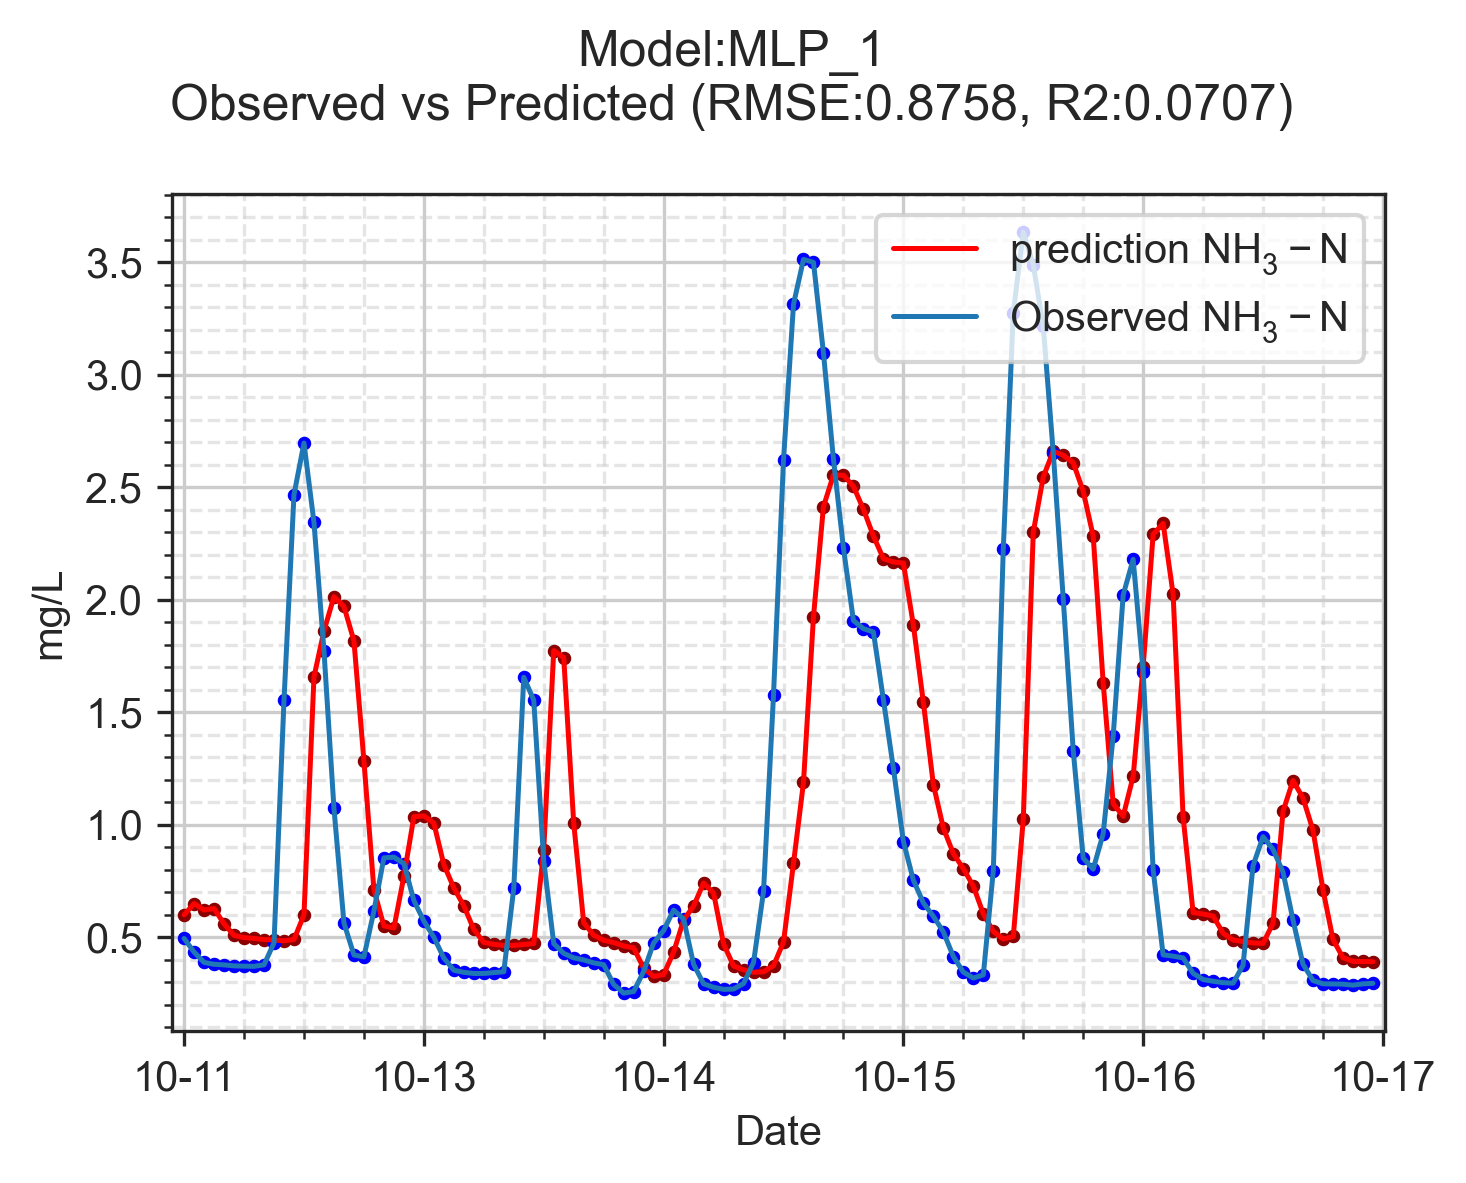 Model:MLP_1
Observed vs Predicted (RMSE:0.8758, R2:0.0707)
prediction NH₃ − N
Observed NH₃ − N
3.5
3.0
2.5
2.0
1.5
1.0
0.5
mg/L
10-11 10-13 10-14 10-15 10-16 10-17
Date